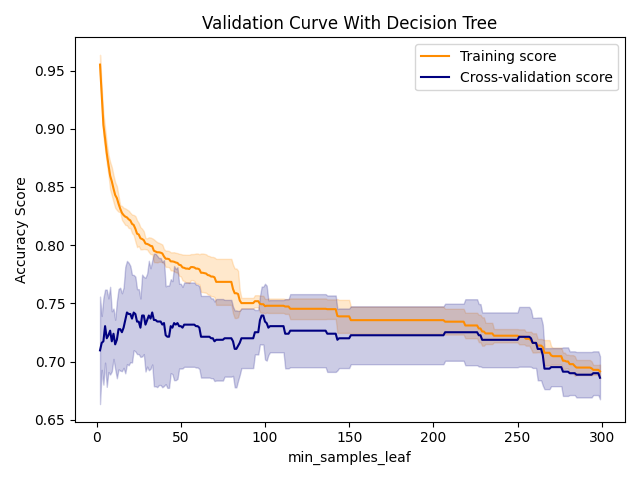 Validation Curve With Decision Tree
Training score
Cross-validation score
Accuracy Score
0.95
0.90
0.85
0.80
0.75
0.70
0.65
0 50 100 150 200 250 300
min_samples_leaf